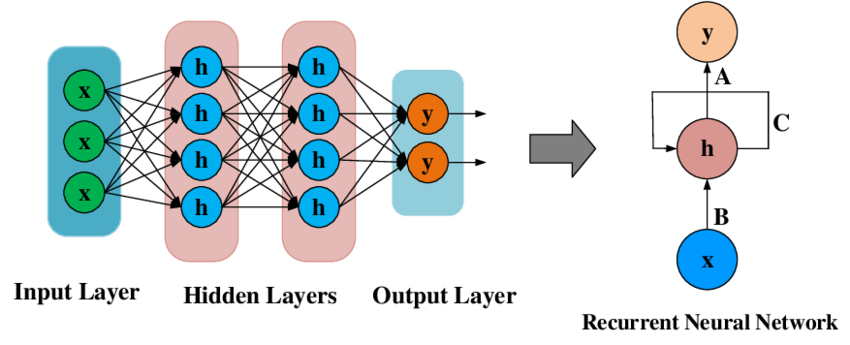 x
x
x
h
h
h
h
h
h
h
h
y
y
Input Layer
Hidden Layers
Output Layer
y
A
C
h
B
x
Recurrent Neural Network